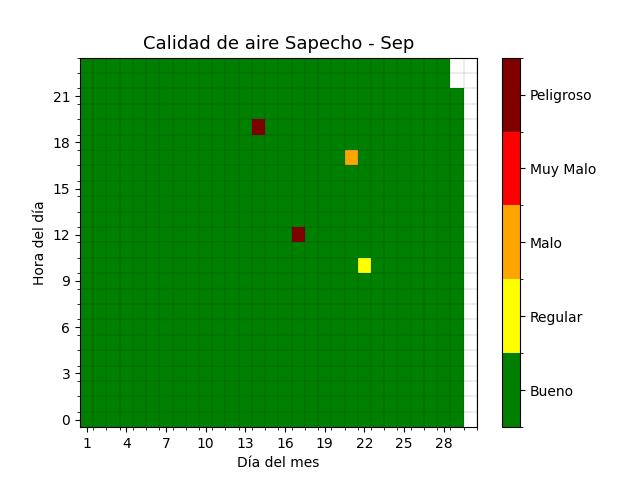 Calidad de aire Sapecho - Sep
Hora del día
21
18
15
12
9
6
3
0
1 4 7 10 13 16 19 22 25 28
Día del mes
Peligroso
Muy Malo
Malo
Regular
Bueno